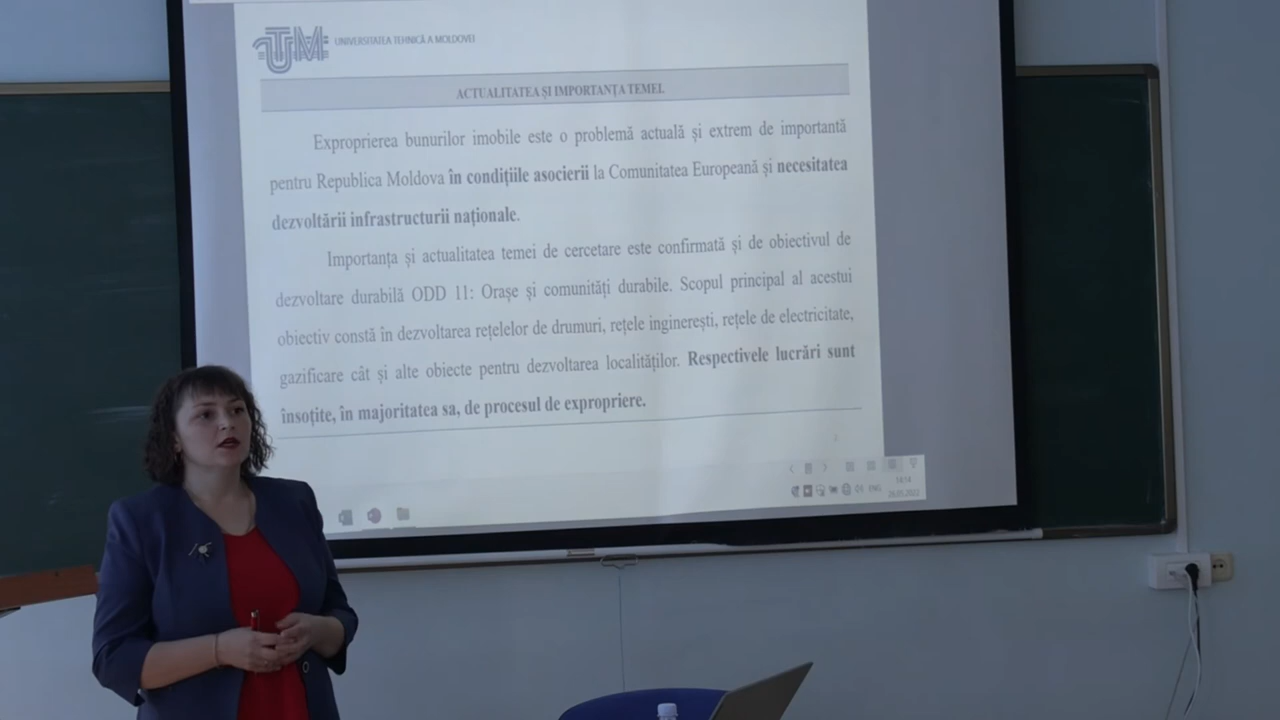 UTM UNIVERSITATEA TEHNICĂ A MOLDOVEI
ACTUALITATEA ȘI IMPORTANȚA TEMEI
Exproprierea bunurilor imobile este o problemă actuală și extrem de importantă
pentru Republica Moldova în condițiile asocierii la Comunitatea Europeană și necesitatea
dezvoltării infrastructurii naționale.
Importanța și actualitatea temei de cercetare este confirmată și de obiectivul de
dezvoltare durabilă ODD 11: Orașe și comunități durabile. Scopul principal al acestui
obiectiv constă în dezvoltarea rețelelor de drumuri, rețele inginerești, rețele de electricitate,
gazificare cât și alte obiecte pentru dezvoltarea localităților. Respectivele lucrări sunt
însoțite, în majoritatea sa, de procesul de expropriere.
ENG
26.05.2022